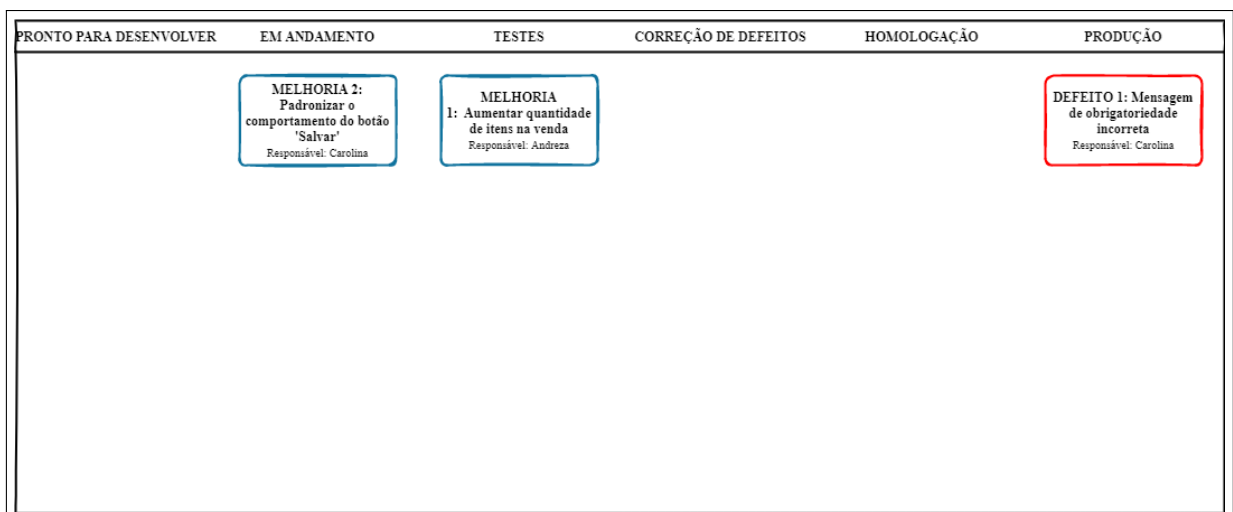 PRONTO PARA DESENVOLVER
EM ANDAMENTO
TESTES
CORREÇÃO DE DEFEITOS
HOMOLOGAÇÃO
PRODUÇÃO
MELHORIA 2:
Padronizar o
comportamento do botão
'Salvar'
Responsável: Carolina
MELHORIA
1: Aumentar quantidade
de itens na venda
Responsável: Andreza
DEFEITO 1: Mensagem
de obrigatoriedade
incorreta
Responsável: Carolina